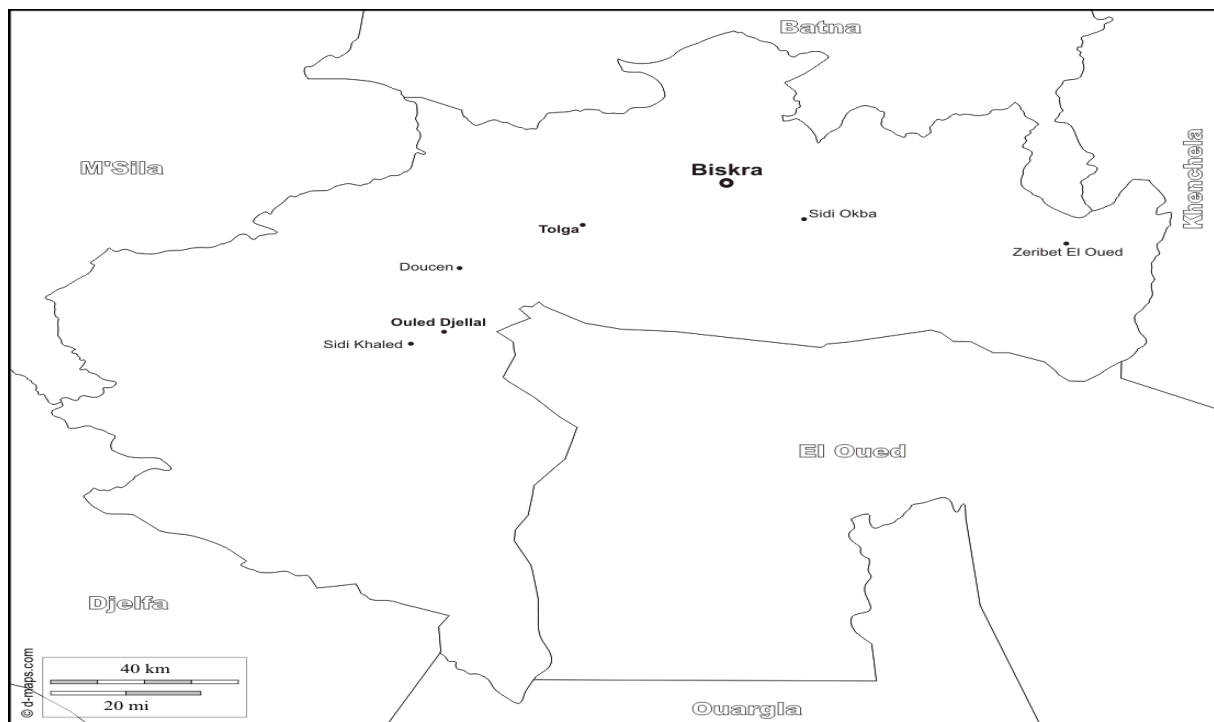 Batna
M'Sila
Khenchela
Biskra
Sidi Okba
Tolga
Zeribet El Oued
Doucen
Ouled Djellal
Sidi Khaled
El Oued
Djelfa
40 km
20 mi
© d-maps.com
Ouargla